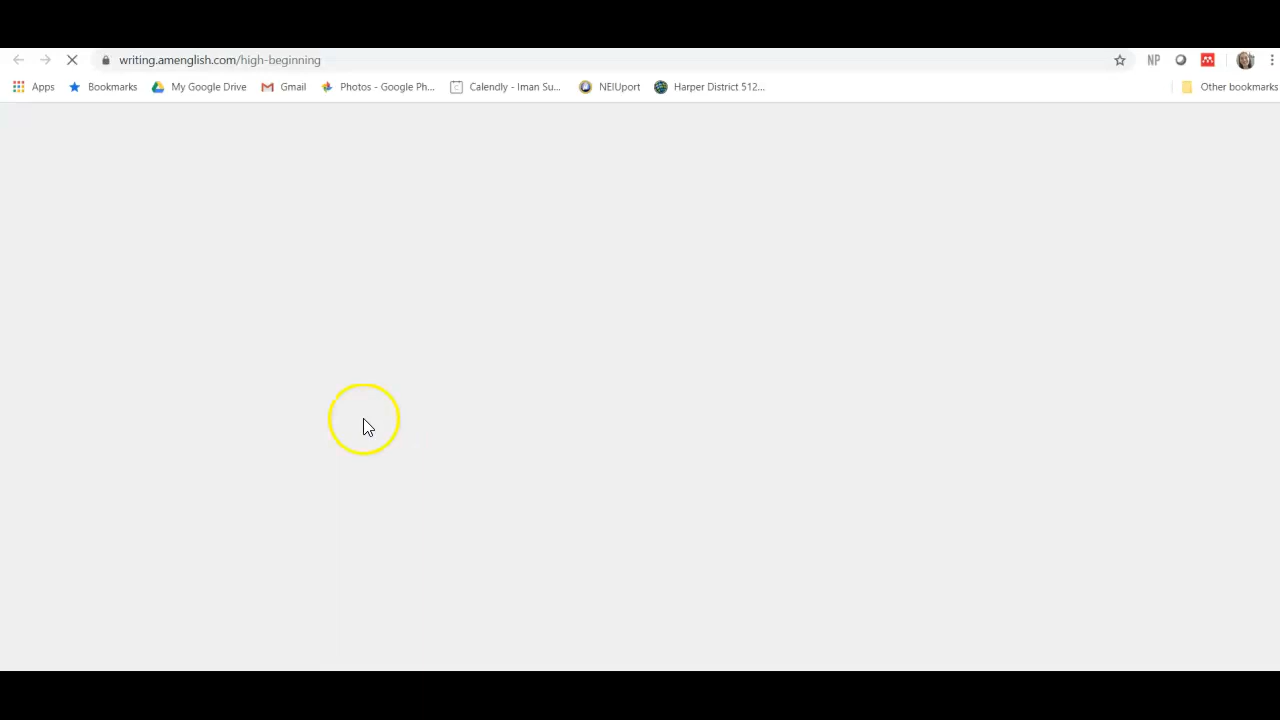 writing.amenglish.com/high-beginning NP
Apps Bookmarks My Google Drive Gmail Photos - Google Ph... Calendly - Iman Su... NEIUport Harper District 512... Other bookmarks